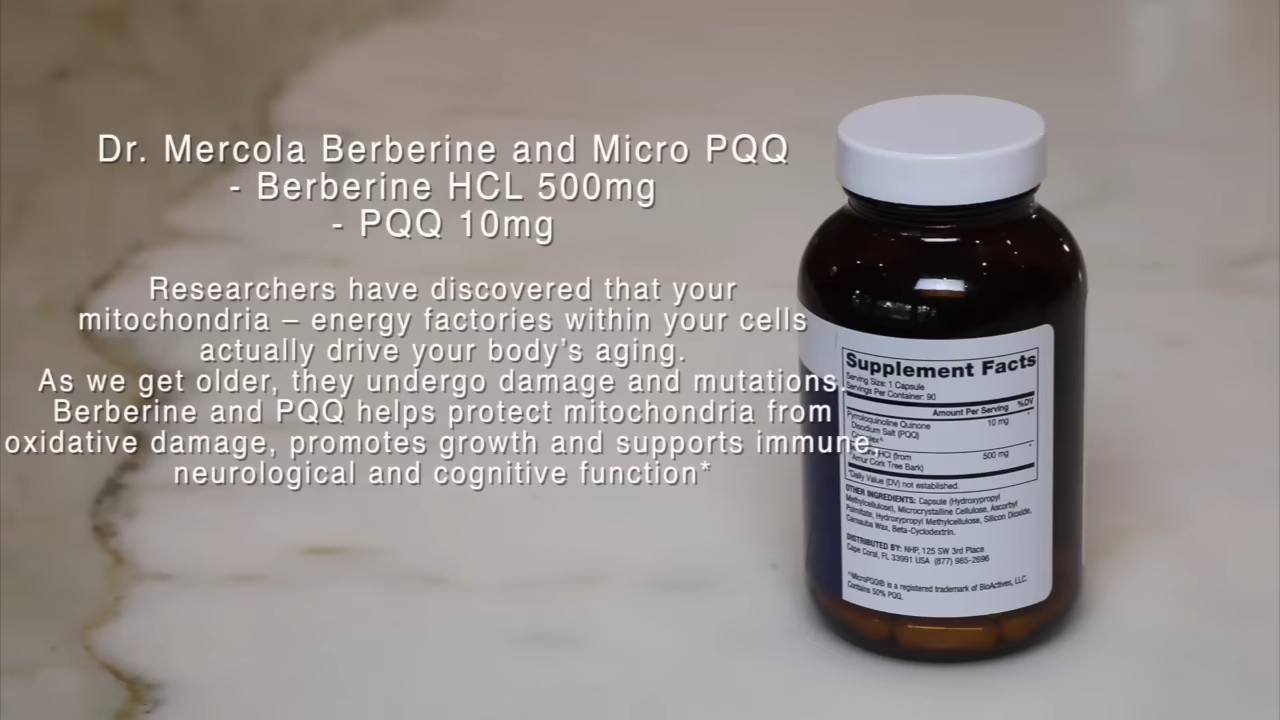 Dr. Mercola Berberine and Micro PQQ
- Berberine HCL 500mg
- PQQ 10mg
Researchers have discovered that your
mitochondria – energy factories within your cells
actually drive your body's aging.
As we get older, they undergo damage and mutations.
Berberine and PQQ helps protect mitochondria from
oxidative damage, promotes growth and supports immune,
neurological and cognitive function*
Supplement Facts
Serving Size: 1 Capsule
Servings Per Container: 90
Amount Per Serving %DV
Pyrroloquinoline Quinone 10 mg *
Disodium Salt (PQQ)
HCl (from 500 mg *
Amur Cork Tree Bark)
*Daily Value (DV) not established.
OTHER INGREDIENTS: Capsule (Hydroxypropyl
Methylcellulose), Microcrystalline Cellulose, Ascorbyl
Palmitate, Hydroxypropyl Methylcellulose, Silicon Dioxide,
Carnauba Wax, Beta-Cyclodextrin.
DISTRIBUTED BY: NHP, 125 SW 3rd Place
Cape Coral, FL 33991 USA (877) 985-2696
^MicroPQQ® is a registered trademark of BioActives, LLC.
Contains 50% PQQ.